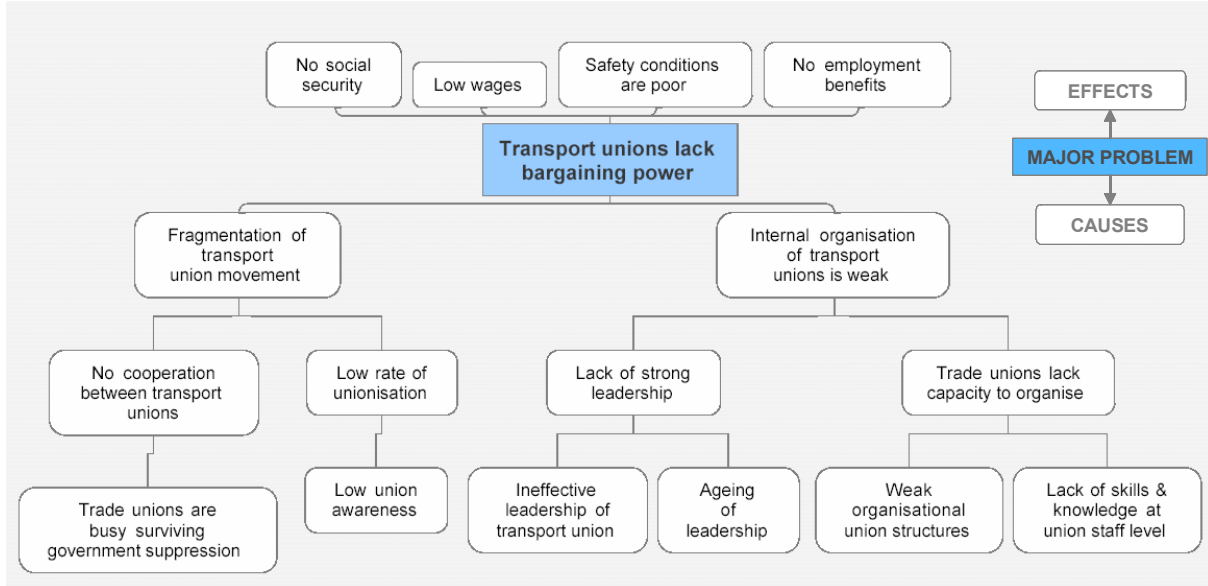 No social
security
Low wages
Safety conditions
are poor
No employment
benefits
EFFECTS
Transport unions lack
bargaining power
MAJOR PROBLEM
CAUSES
Fragmentation of
transport
union movement
Internal organisation
of transport
unions is weak
No cooperation
between transport
unions
Low rate of
unionisation
Lack of strong
leadership
Trade unions lack
capacity to organise
Trade unions are
busy surviving
government suppression
Low union
awareness
Ineffective
leadership of
transport union
Ageing
of
leadership
Weak
organisational
union structures
Lack of skills &
knowledge at
union staff level